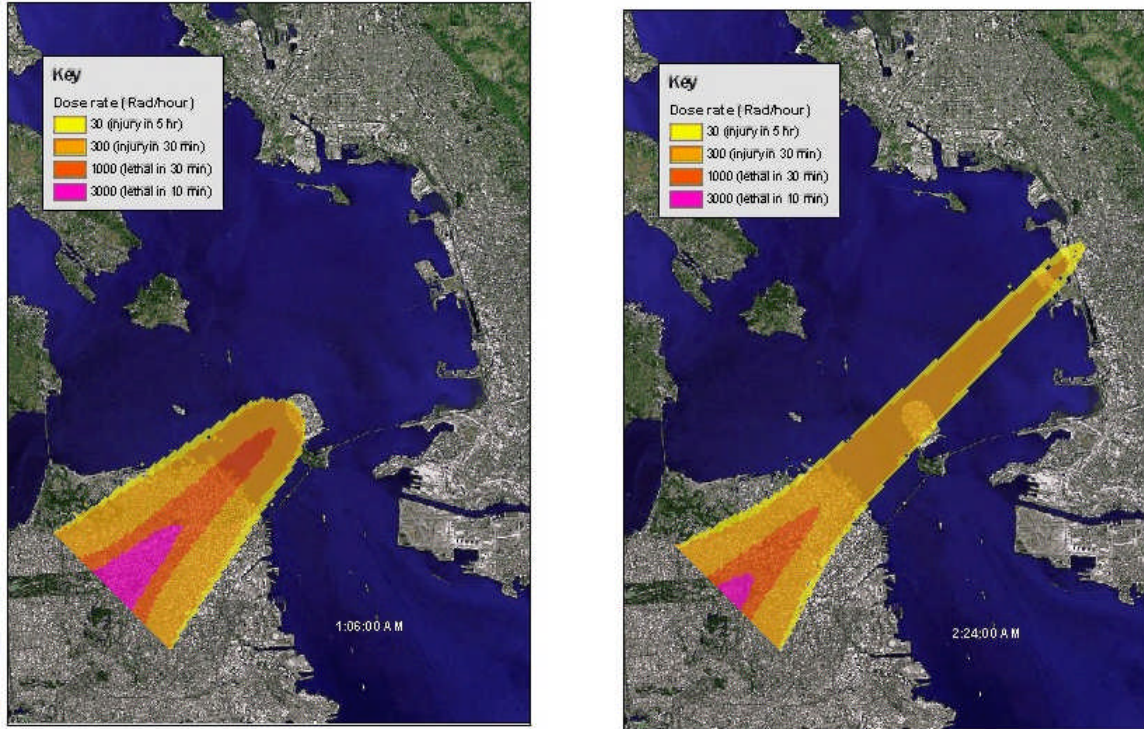 Key
Dose rate (Rad/hour)
30 (injury in 5 hr)
300 (injury in 30 min)
1000 (lethal in 30 min)
3000 (lethal in 10 min)
1:06:00 AM
Key
Dose rate (Rad/hour)
30 (injury in 5 hr)
300 (injury in 30 min)
1000 (lethal in 30 min)
3000 (lethal in 10 min)
2:24:00 AM